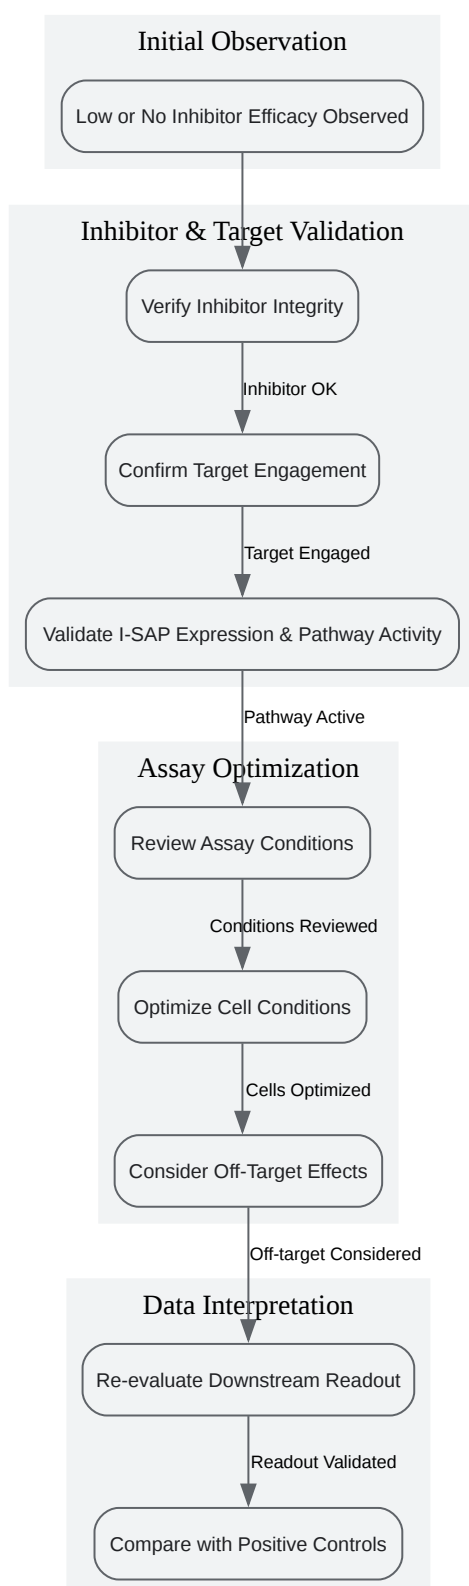 Initial Observation
Low or No Inhibitor Efficacy Observed
Inhibitor & Target Validation
Verify Inhibitor Integrity
Inhibitor OK
Confirm Target Engagement
Target Engaged
Validate I-SAP Expression & Pathway Activity
Pathway Active
Assay Optimization
Review Assay Conditions
Conditions Reviewed
Optimize Cell Conditions
Cells Optimized
Consider Off-Target Effects
Off-target Considered
Data Interpretation
Re-evaluate Downstream Readout
Readout Validated
Compare with Positive Controls